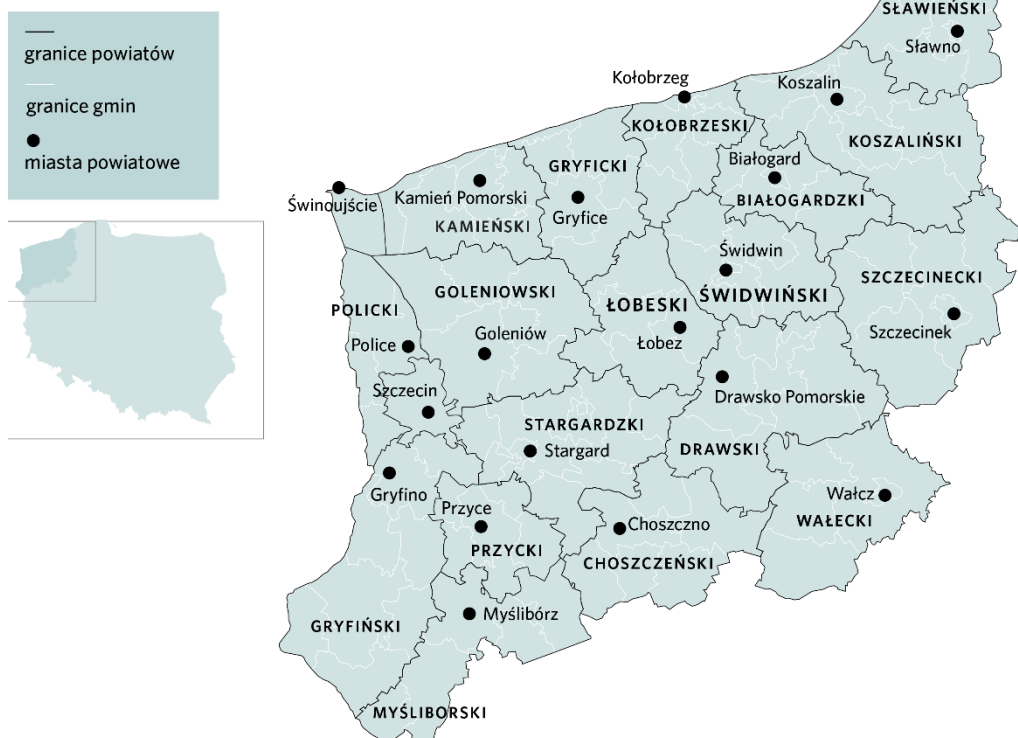 granice powiatów
granice gmin
miasta powiatowe
SŁAWIEŃSKI
Sławno
Kołobrzeg
Koszalin
KOŁOBRZESKI
KOSZALIŃSKI
GRYFICKI
Białogard
Świnoujście
Kamień Pomorski
BIAŁOGARDZKI
Gryfice
KAMIEŃSKI
Świdwin
SZCZECINECKI
GOLENIOWSKI
ŚWIDWIŃSKI
POLICKI
ŁOBESKI
Szczecinek
Goleniów
Łobez
Police
Szczecin
Drawsko Pomorskie
STARGARDZKI
Stargard
DRAWSKI
Gryfino
Wałcz
Przyce
WAŁECKI
Choszczno
PRZYCKI
CHOSZCZEŃSKI
Myślibórz
GRYFIŃSKI
MYŚLIBORSKI